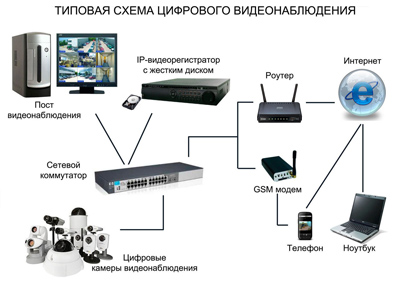 ТИПОВАЯ СХЕМА ЦИФРОВОГО ВИДЕОНАБЛЮДЕНИЯ
IP-видеорегистратор
с жестким диском
Роутер
Интернет
Пост
видеонаблюдения
Сетевой
коммутатор
GSM модем
Телефон
Ноутбук
Цифровые
камеры видеонаблюдения